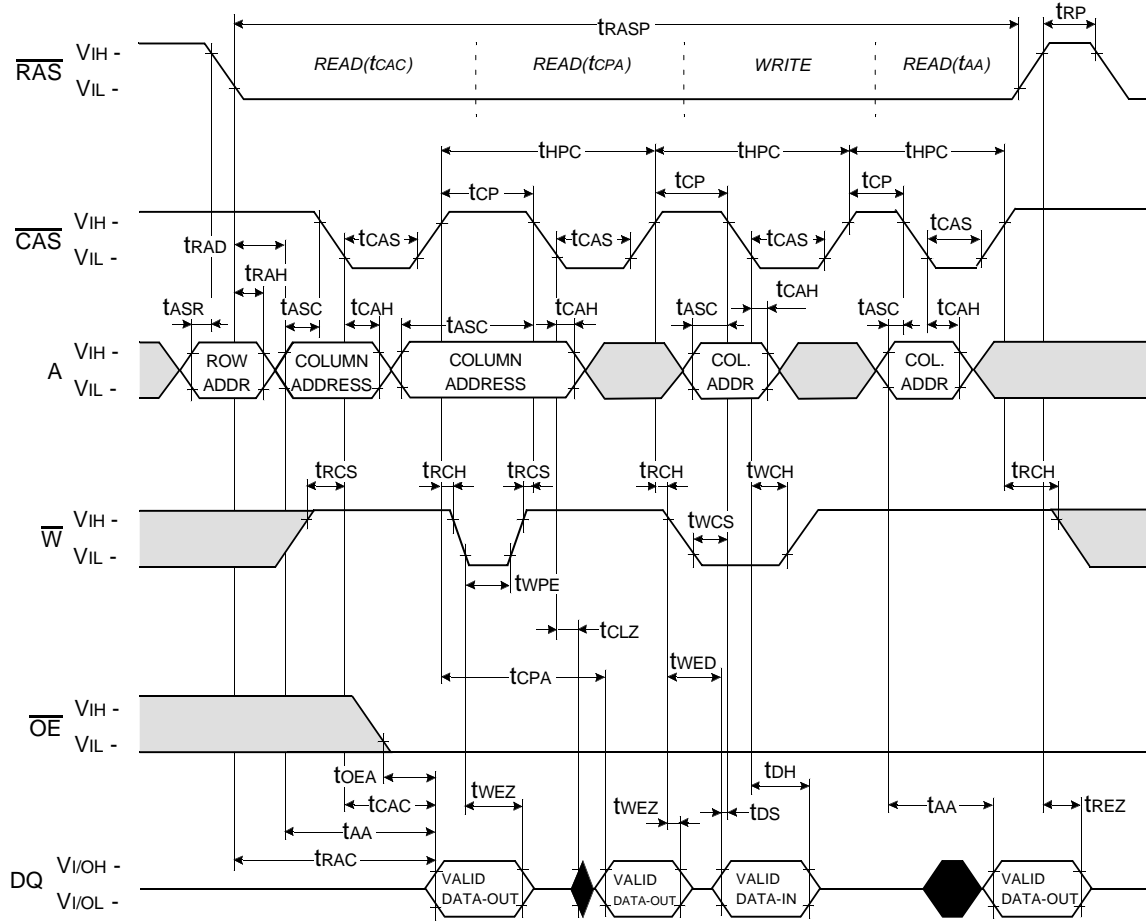 tRASP
tRP
RAS
VIH -
VIL -
READ(tCAC)
READ(tCPA)
WRITE
READ(tAA)
tHPC
tHPC
tHPC
tCP
tCP
tCP
CAS
VIH -
VIL -
tCAS
tCAS
tCAS
tCAS
tRAD
tRAH
tASR
tASC
tCAH
tASC
tCAH
tASC
tCAH
tASC
tCAH
A
VIH -
VIL -
ROW
ADDR
COLUMN
ADDRESS
COLUMN
ADDRESS
COL.
ADDR
COL.
ADDR
tRCS
tRCH
tRCS
tRCH
tWCH
tRCH
W
VIH -
VIL -
tWCS
tWPE
tCLZ
tCPA
tWED
OE
VIH -
VIL -
tOEA
tCAC
tAA
tRAC
tWEZ
tWEZ
tDH
tDS
tAA
tREZ
DQ
VI/OH -
VI/OL -
VALID
DATA-OUT
VALID
DATA-OUT
VALID
DATA-IN
VALID
DATA-OUT